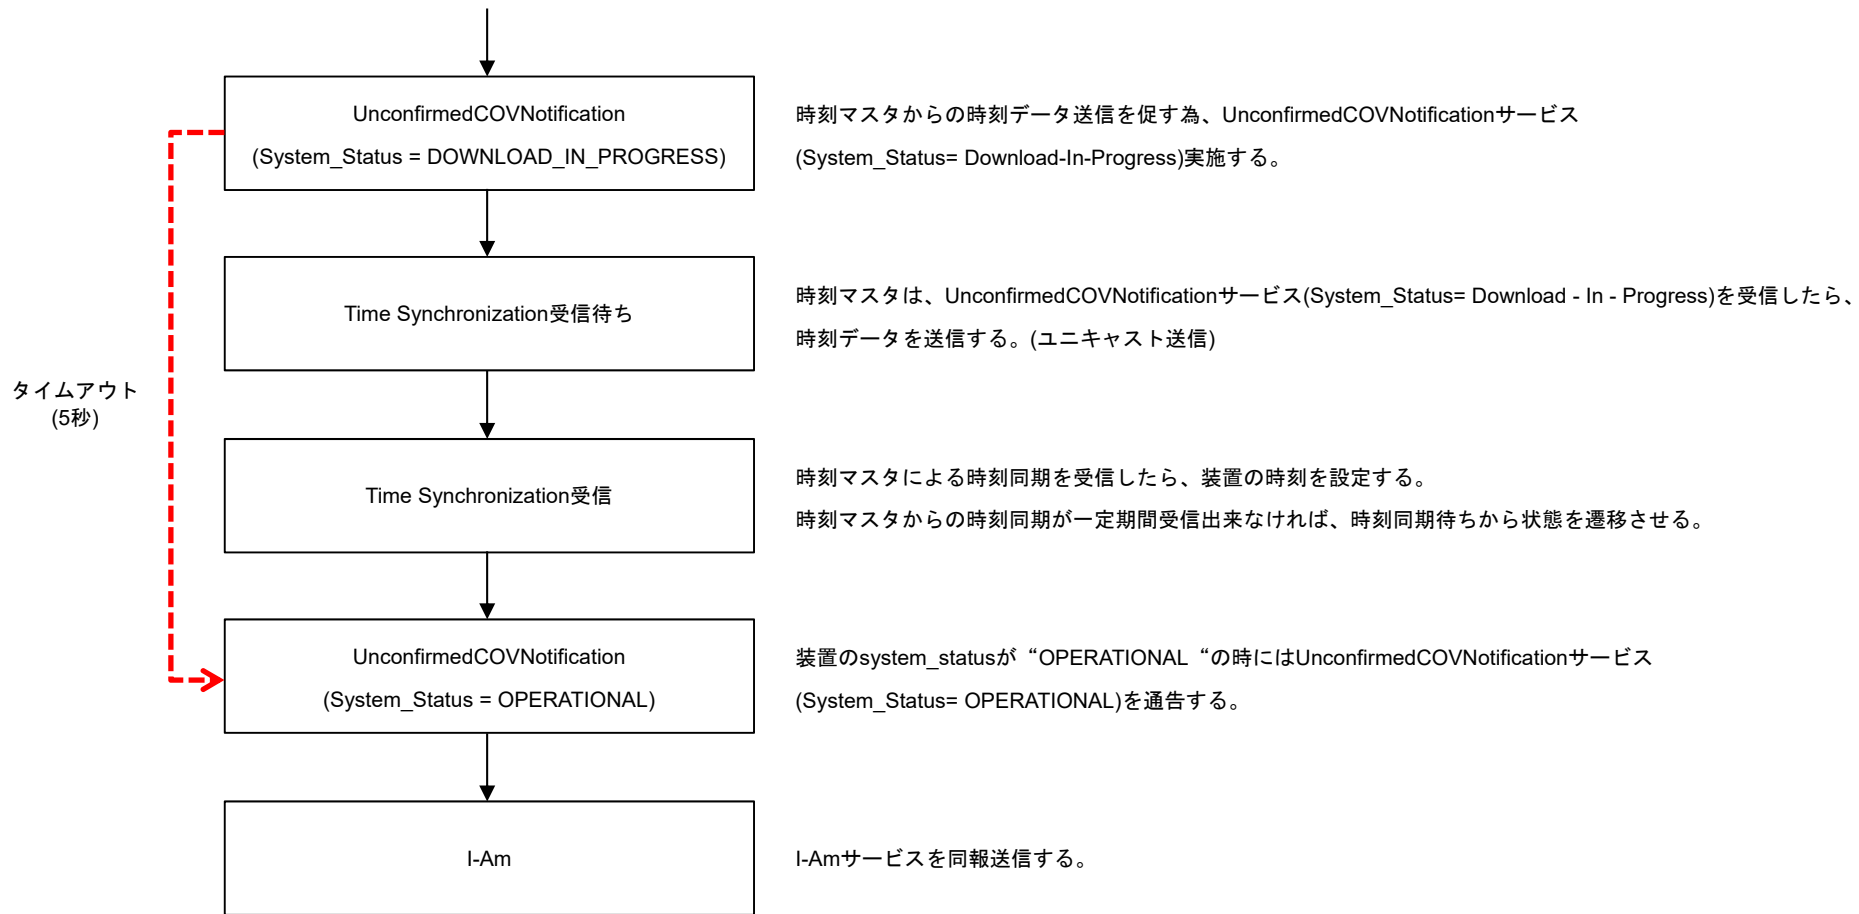 UnconfirmedCOVNotification
(System_Status = DOWNLOAD_IN_PROGRESS)
時刻マスタからの時刻データ送信を促す為、UnconfirmedCOVNotificationサービス
(System_Status= Download-In-Progress)実施する。
Time Synchronization受信待ち
時刻マスタは、UnconfirmedCOVNotificationサービス(System_Status= Download - In - Progress)を受信したら、
時刻データを送信する。(ユニキャスト送信)
タイムアウト
(5秒)
Time Synchronization受信
時刻マスタによる時刻同期を受信したら、装置の時刻を設定する。
時刻マスタからの時刻同期が一定期間受信出来なければ、時刻同期待ちから状態を遷移させる。
UnconfirmedCOVNotification
(System_Status = OPERATIONAL)
装置のsystem_statusが“OPERATIONAL“の時にはUnconfirmedCOVNotificationサービス
(System_Status= OPERATIONAL)を通告する。
I-Am
I-Amサービスを同報送信する。